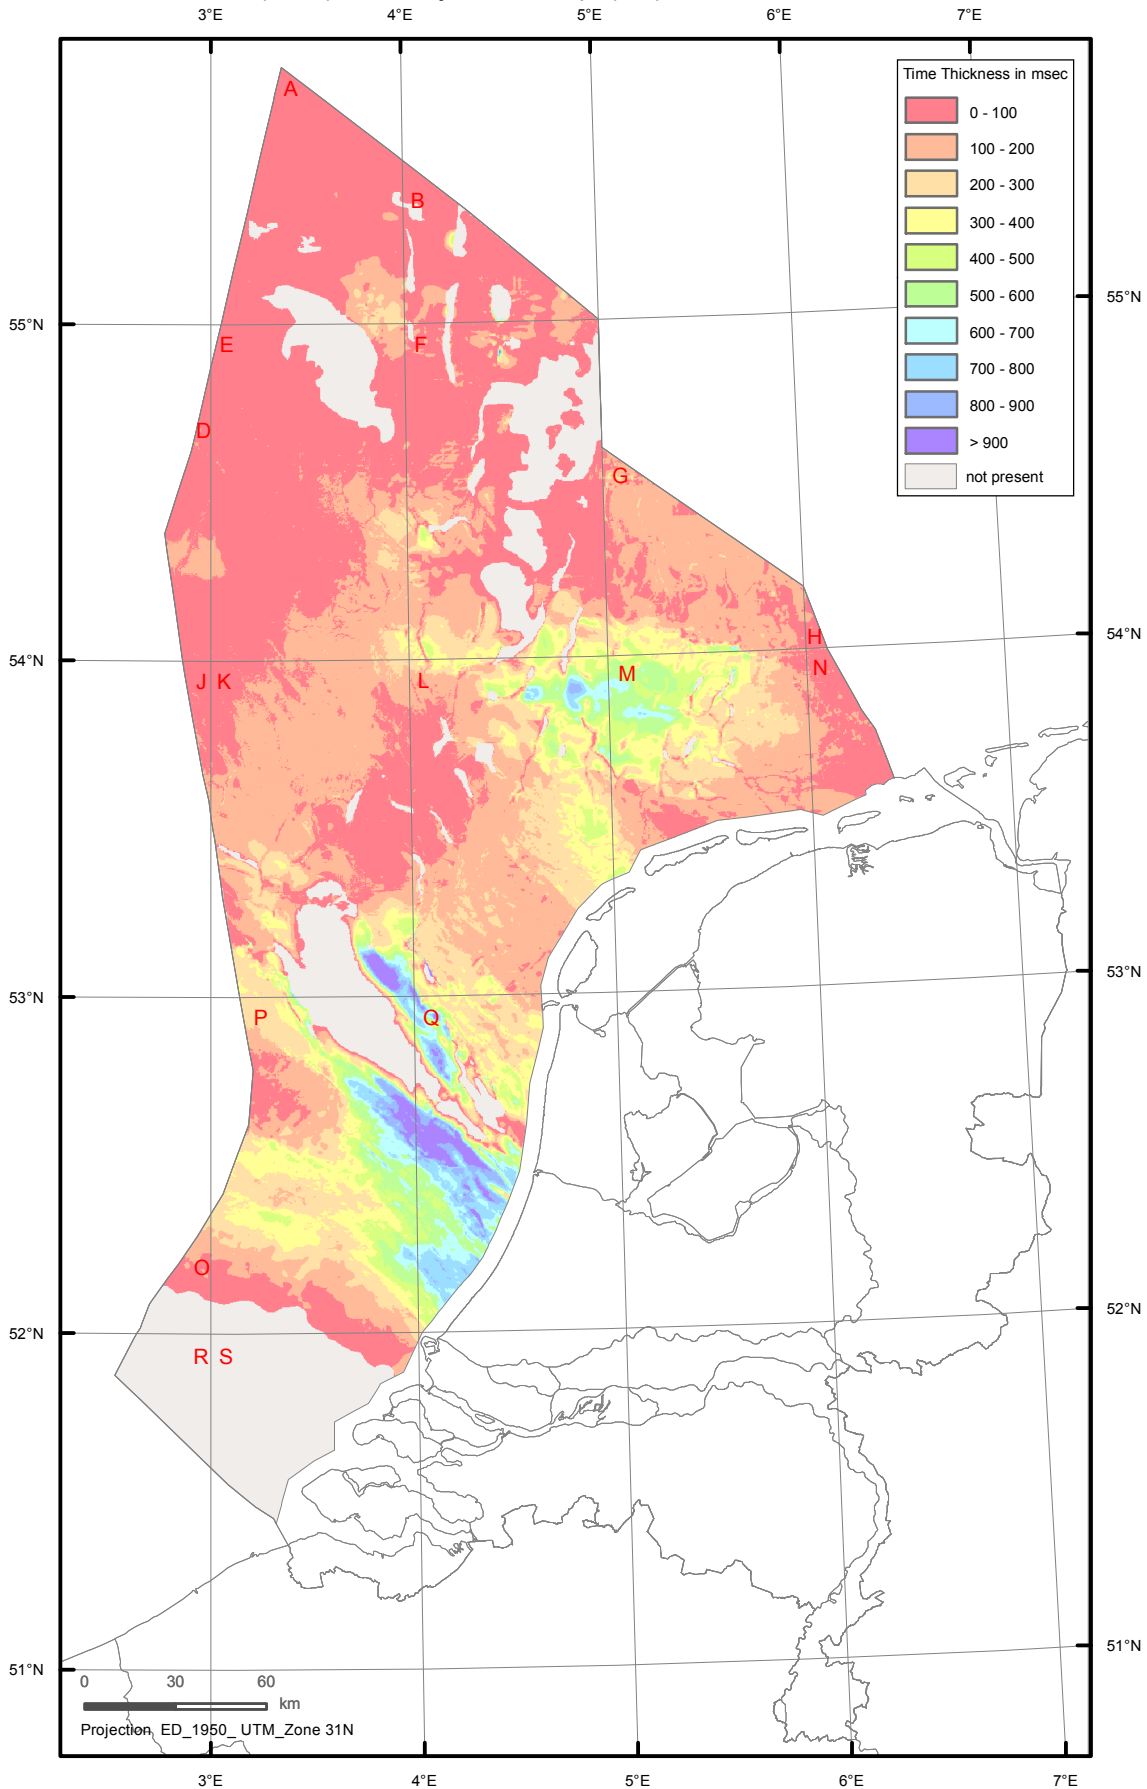 3°E 4°E 5°E 6°E 7°E
Time Thickness in msec
0 - 100
100 - 200
200 - 300
300 - 400
400 - 500
500 - 600
600 - 700
700 - 800
800 - 900
> 900
not present
A
B
55°N 55°N
E F
D
G
H
54°N 54°N
J K L M N
53°N 53°N
P Q
O
52°N 52°N
R S
51°N 51°N
0 30 60
km
Projection ED_1950_ UTM_Zone 31N
3°E 4°E 5°E 6°E 7°E